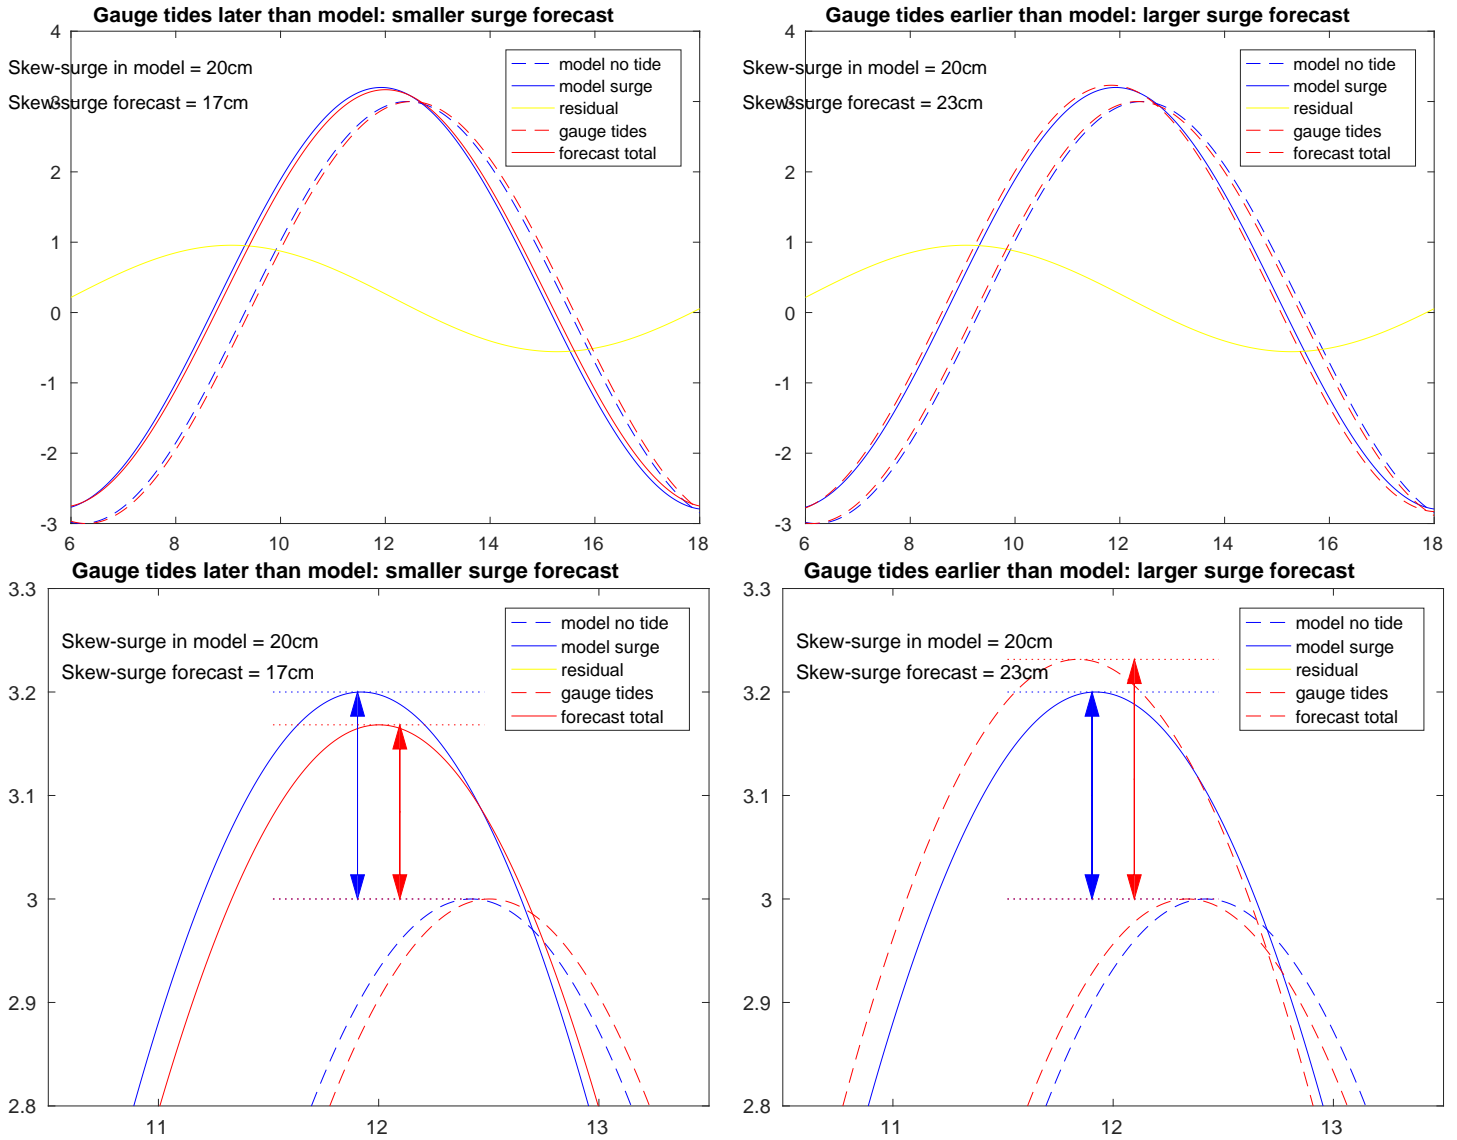 Gauge tides later than model: smaller surge forecast
4
3
2
1
0
-1
-2
-3
6
8
10
12
14
16
18
Skew-surge in model = 20cm
Skew-surge forecast = 17cm
model no tide
model surge
residual
gauge tides
forecast total
Gauge tides earlier than model: larger surge forecast
4
3
2
1
0
-1
-2
-3
6
8
10
12
14
16
18
Skew-surge in model = 20cm
Skew-surge forecast = 23cm
model no tide
model surge
residual
gauge tides
forecast total
Gauge tides later than model: smaller surge forecast
3.3
3.2
3.1
3
2.9
2.8
11
12
13
Skew-surge in model = 20cm
Skew-surge forecast = 17cm
model no tide
model surge
residual
gauge tides
forecast total
Gauge tides earlier than model: larger surge forecast
3.3
3.2
3.1
3
2.9
2.8
11
12
13
Skew-surge in model = 20cm
Skew-surge forecast = 23cm
model no tide
model surge
residual
gauge tides
forecast total